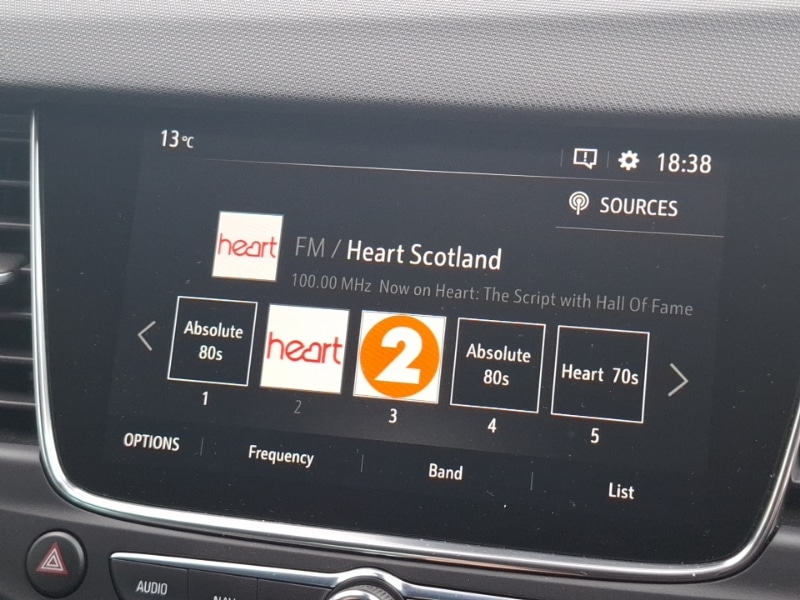 13°C
18:38
SOURCES
heart
FM / Heart Scotland
100.00 MHz Now on Heart: The Script with Hall Of Fame
Absolute
80s
heart
2
Absolute
80s
Heart 70s
1
2
3
4
5
OPTIONS
Frequency
Band
List
AUDIO